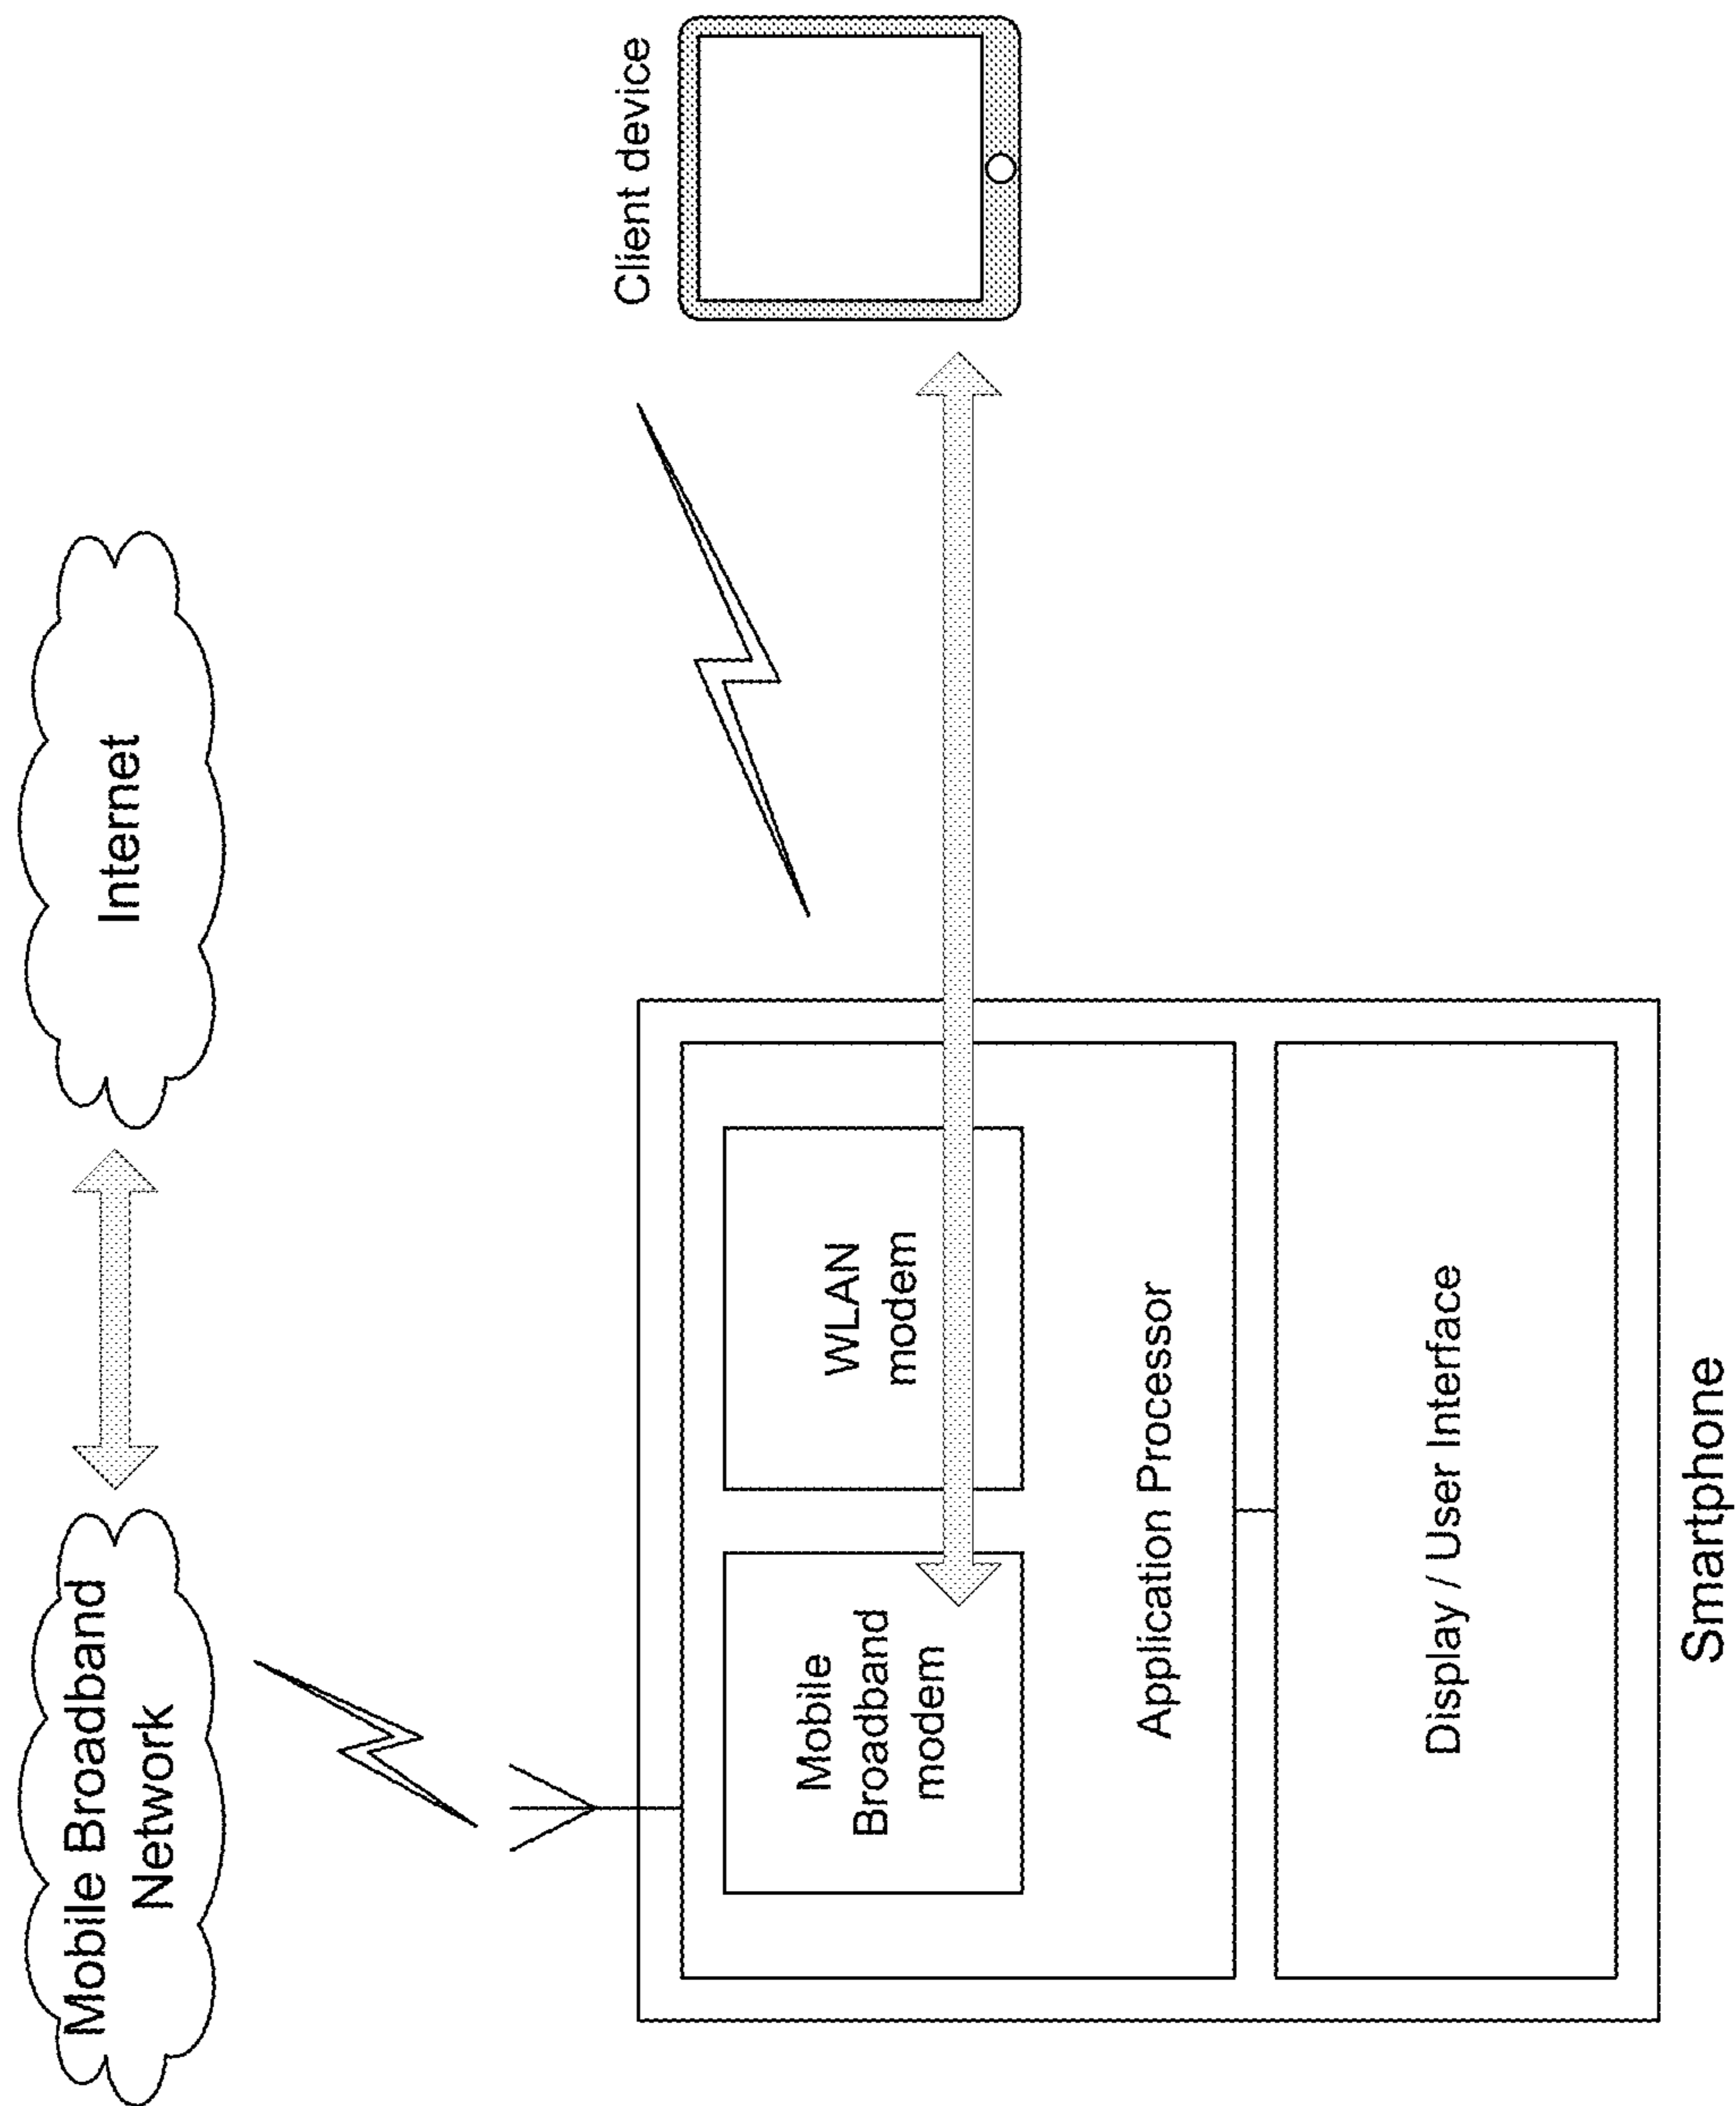 Mobile Broadband
Network
Internet
Client device
Mobile
Broadband
modem
WLAN
modem
Application Processor
Display / User Interface
Smartphone